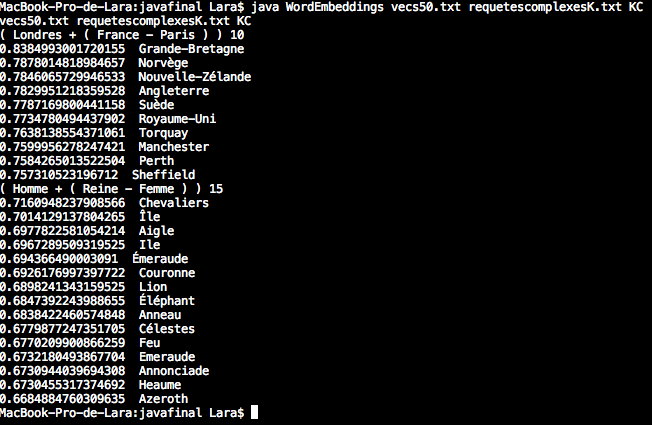 MacBook-Pro-de-Lara:javafinal Lara$ java WordEmbeddings vecs50.txt requetescomplexesK.txt KC
vecs50.txt requetescomplexesK.txt KC
( Londres + ( France - Paris ) ) 10
0.8384993001720155  Grande-Bretagne
0.7878014818984657  Norvège
0.7846065729946533  Nouvelle-Zélande
0.7829951218359528  Angleterre
0.7787169800441158  Suède
0.7734780494437902  Royaume-Uni
0.7638138554371061  Torquay
0.7599956278247421  Manchester
0.7584265013522504  Perth
0.757310523196712  Sheffield
( Homme + ( Reine - Femme ) ) 15
0.7160948237908566  Chevaliers
0.7014129137804265  Île
0.6977822581054214  Aigle
0.6967289509319525  Ile
0.694366490003091  Émeraude
0.6926176997397722  Couronne
0.6898241343159525  Lion
0.6847392243988655  Éléphant
0.6838422460574848  Anneau
0.6779877247351705  Célestes
0.6770209900866259  Feu
0.6732180493867704  Emeraude
0.6730944039694308  Annonciade
0.6730455317374692  Heaume
0.6684884760309635  Azeroth
MacBook-Pro-de-Lara:javafinal Lara$